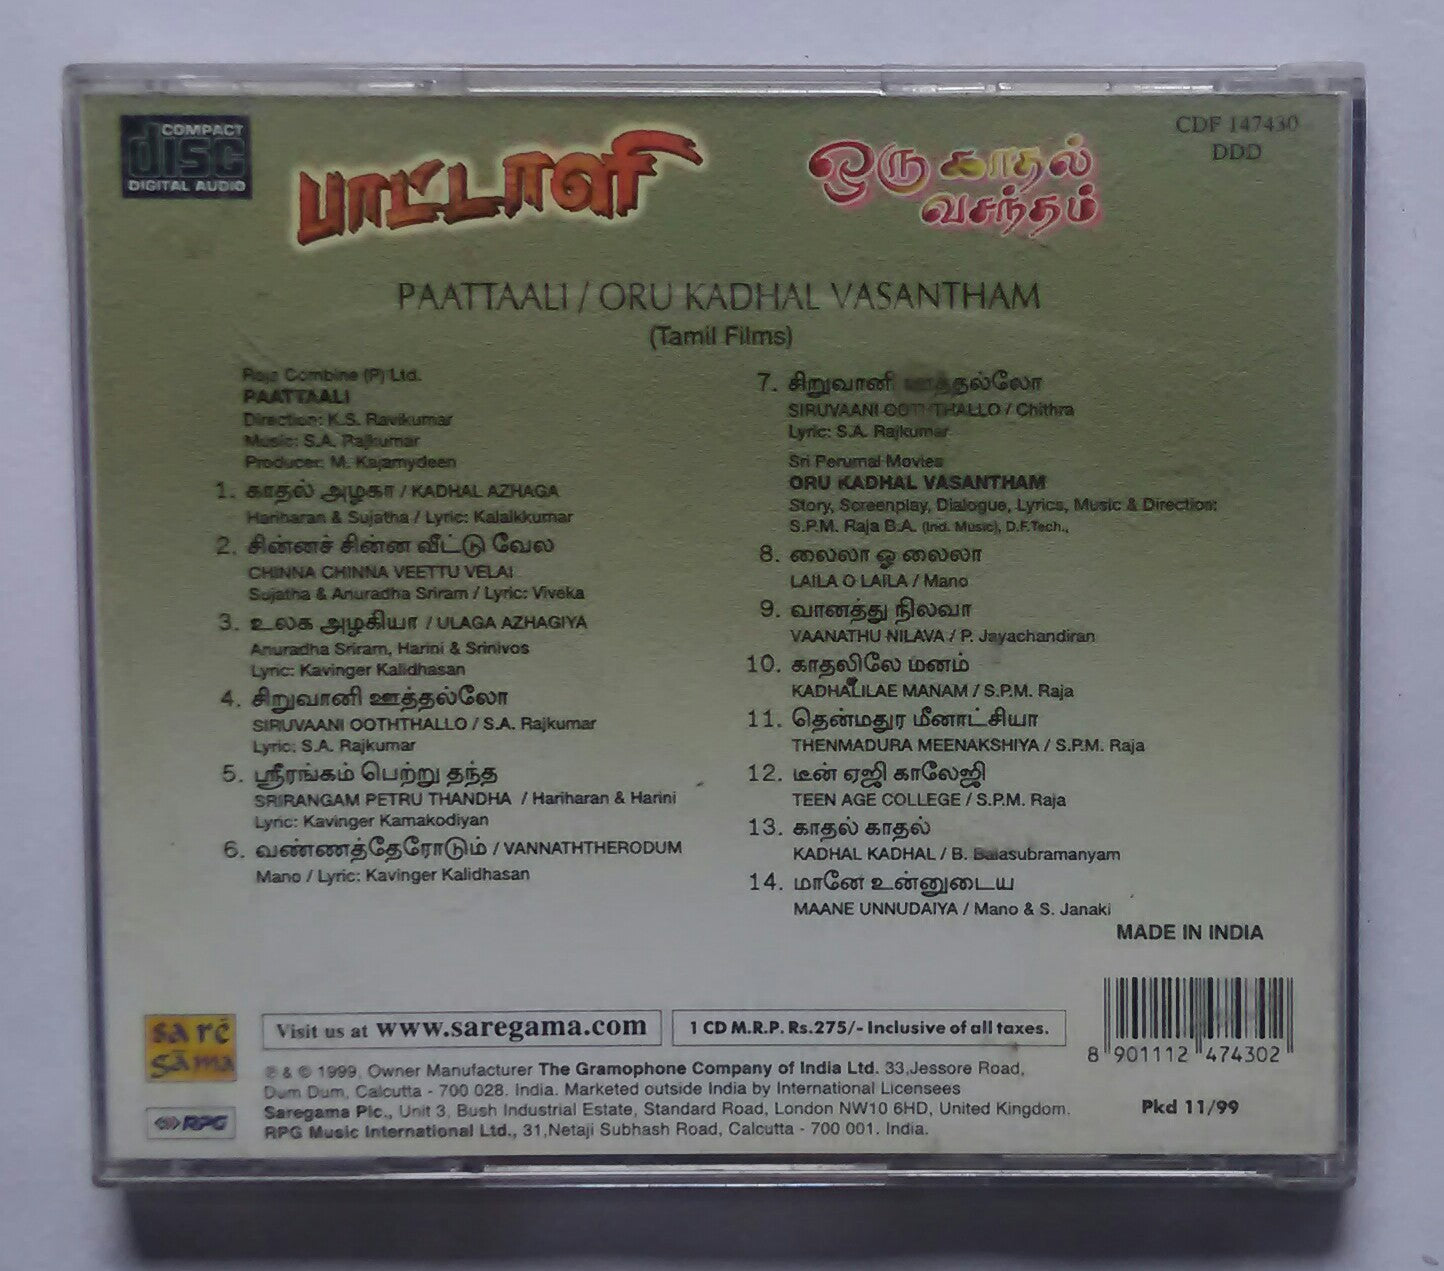 COMPACT
disc
DIGITAL AUDIO
பாட்டாளி
ஒரு காதல்
வசந்தம்
CDF 147430
DDD
PAATTAALI / ORU KADHAL VASANTHAM
(Tamil Films)
Raja Combine (P) Ltd.
PAATTAALI
Direction: K.S. Ravikumar
Music: S.A. Rajkumar
Producer: M. Kajamydeen
1. காதல் அழகா / KADHAL AZHAGA
Hariharan & Sujatha / Lyric: Kalaikkumar
2. சின்னச் சின்ன வீட்டு வேல
CHINNA CHINNA VEETTU VELAI
Sujatha & Anuradha Sriram / Lyric: Viveka
3. உலக அழகியா / ULAGA AZHAGIYA
Anuradha Sriram, Harini & Srinivos
Lyric: Kavinger Kalidhasan
4. சிறுவாணி ஊத்தல்லோ
SIRUVAANI OOTHTHALLO / S.A. Rajkumar
Lyric: S.A. Rajkumar
5. ஸ்ரீரங்கம் பெற்று தந்த
SRIRANGAM PETRU THANDHA / Hariharan & Harini
Lyric: Kavinger Kamakodiyan
6. வண்ணத்தேரோடும் / VANNATHTHERODUM
Mano / Lyric: Kavinger Kalidhasan
7. சிறுவாணி ஊத்தல்லோ
SIRUVAANI OOTHTHALLO / Chithra
Lyric: S.A. Rajkumar
Sri Perumal Movies
ORU KADHAL VASANTHAM
Story, Screenplay, Dialogue, Lyrics, Music & Direction:
S.P.M. Raja B.A. (Ind. Music), D.F.Tech.,
8. லைலா ஓ லைலா
LAILA O LAILA / Mano
9. வானத்து நிலவா
VAANATHU NILAVA / P. Jayachandiran
10. காதலிலே மனம்
KADHALILAE MANAM / S.P.M. Raja
11. தென்மதுர மீனாட்சியா
THENMADURA MEENAKSHIYA / S.P.M. Raja
12. டீன் ஏஜி காலேஜி
TEEN AGE COLLEGE / S.P.M. Raja
13. காதல் காதல்
KADHAL KADHAL / B. Balasubramanyam
14. மானே உன்னுடைய
MAANE UNNUDAIYA / Mano & S. Janaki
MADE IN INDIA
sa rē
gā ma
RPG
Visit us at www.saregama.com
1 CD M.R.P. Rs.275/- Inclusive of all taxes.
8 901112 474302
℗ & © 1999, Owner Manufacturer The Gramophone Company of India Ltd. 33,Jessore Road,
Dum Dum, Calcutta - 700 028. India. Marketed outside India by International Licensees
Saregama Plc., Unit 3, Bush Industrial Estate, Standard Road, London NW10 6HD, United Kingdom.
RPG Music International Ltd., 31,Netaji Subhash Road, Calcutta - 700 001. India.
Pkd 11/99